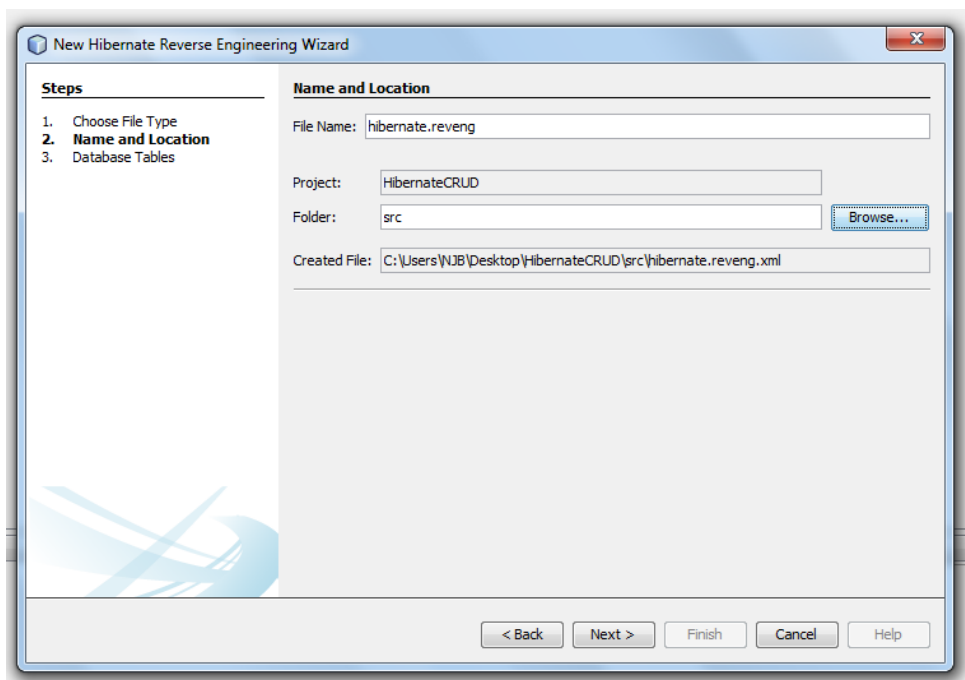 New Hibernate Reverse Engineering Wizard
Steps
1. Choose File Type
2. Name and Location
3. Database Tables
Name and Location
File Name: hibernate.reveng
Project: HibernateCRUD
Folder: src Browse...
Created File: C:\Users\NJB\Desktop\HibernateCRUD\src\hibernate.reveng.xml
< Back Next > Finish Cancel Help